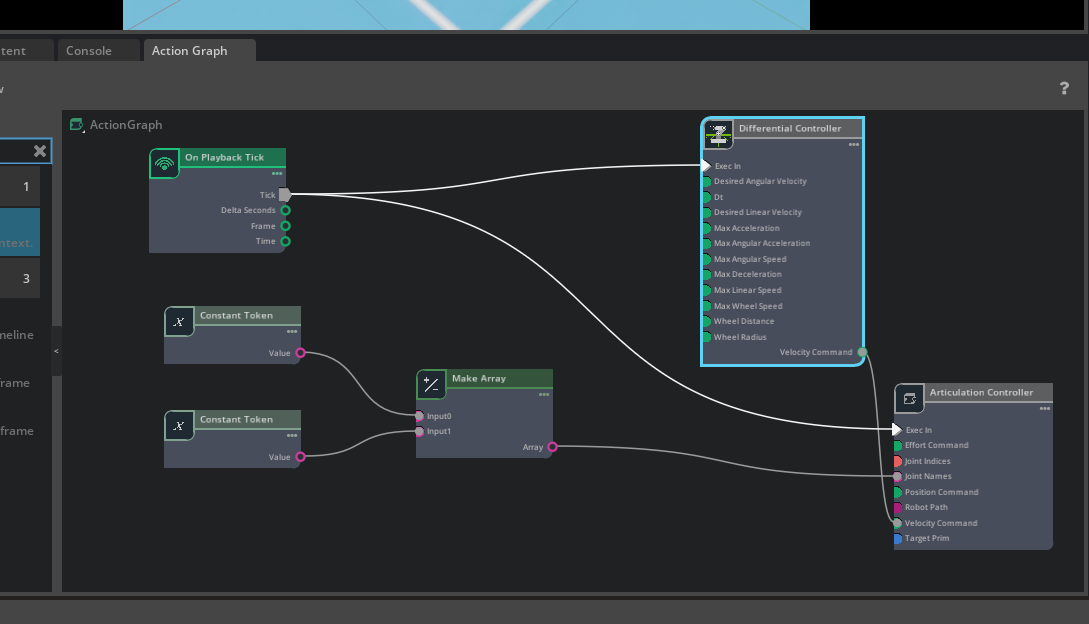 tent
Console
Action Graph
?
ActionGraph
1
ntext.
3
meline
frame
frame
<
On Playback Tick
Tick
Delta Seconds
Frame
Time
Constant Token
Value
Constant Token
Value
Make Array
Input0
Input1
Array
Differential Controller
Exec In
Desired Angular Velocity
Dt
Desired Linear Velocity
Max Acceleration
Max Angular Acceleration
Max Angular Speed
Max Deceleration
Max Linear Speed
Max Wheel Speed
Wheel Distance
Wheel Radius
Velocity Command
Articulation Controller
Exec In
Effort Command
Joint Indices
Joint Names
Position Command
Robot Path
Velocity Command
Target Prim